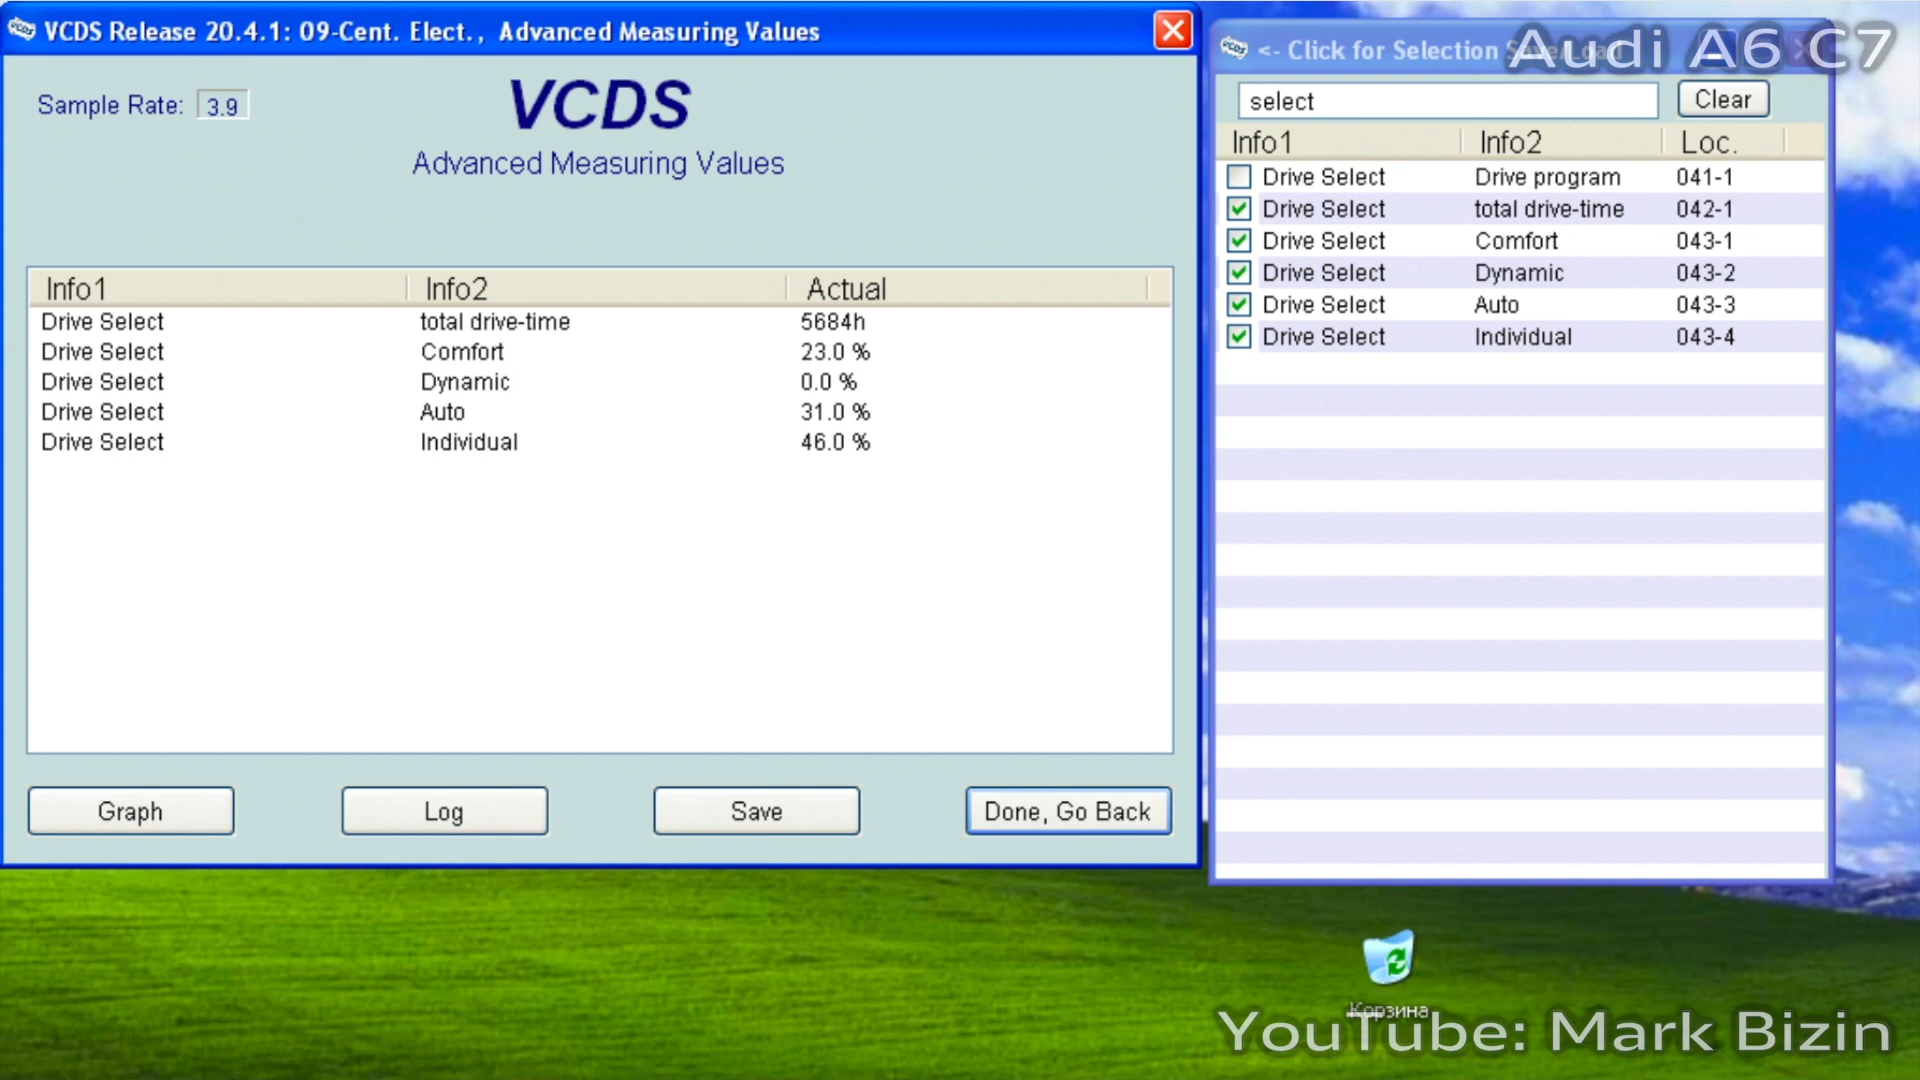 VCDS Release 20.4.1: 09-Cent. Elect., Advanced Measuring Values
Sample Rate: 3.9
VCDS
Advanced Measuring Values
Info1 Info2 Actual
Drive Select total drive-time 5684h
Drive Select Comfort 23.0 %
Drive Select Dynamic 0.0 %
Drive Select Auto 31.0 %
Drive Select Individual 46.0 %
Graph Log Save Done, Go Back
<- Click for Selection Save/Load
Audi A6 C7
select Clear
Info1 Info2 Loc.
Drive Select Drive program 041-1
Drive Select total drive-time 042-1
Drive Select Comfort 043-1
Drive Select Dynamic 043-2
Drive Select Auto 043-3
Drive Select Individual 043-4
Корзина
YouTube: Mark Bizin